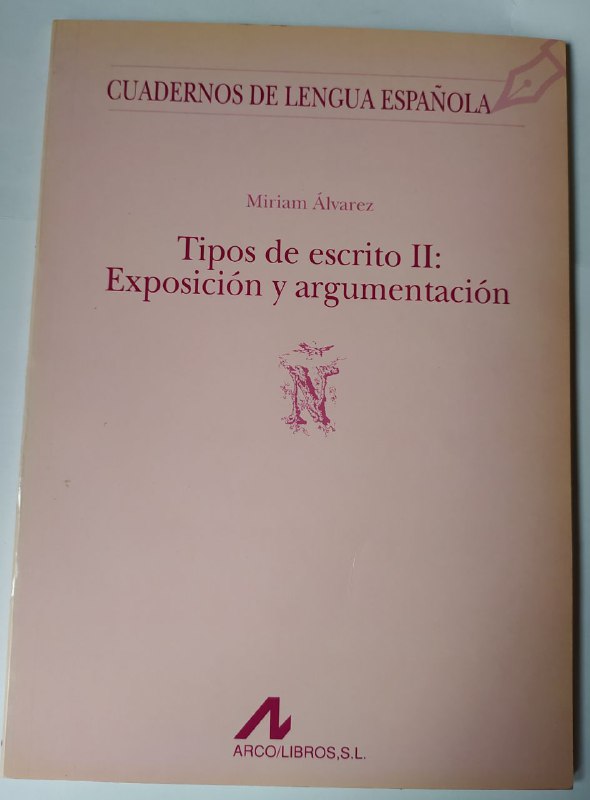 CUADERNOS DE LENGUA ESPAÑOLA
Miriam Álvarez
Tipos de escrito II:
Exposición y argumentación
Ñ
ARCO/LIBROS,S.L.